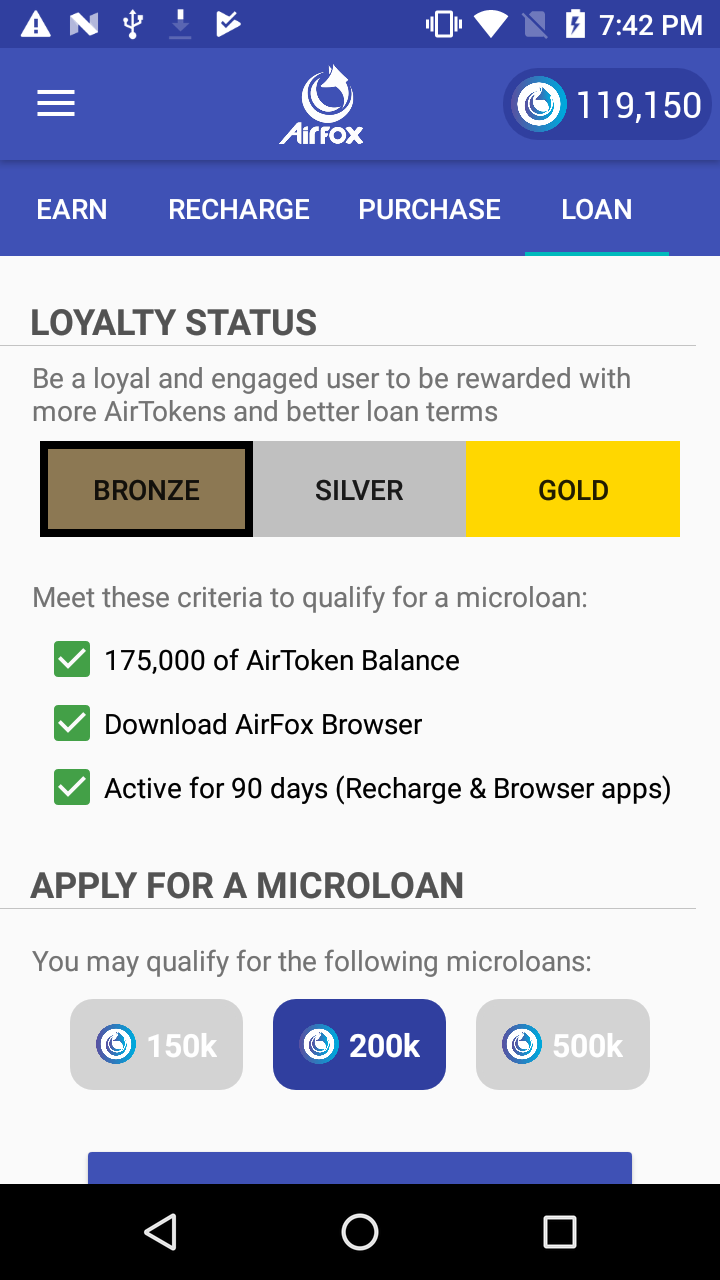 7:42 PM
AIRFOX
119,150
EARN
RECHARGE
PURCHASE
LOAN
LOYALTY STATUS
Be a loyal and engaged user to be rewarded with
more AirTokens and better loan terms
BRONZE
SILVER
GOLD
Meet these criteria to qualify for a microloan:
175,000 of AirToken Balance
Download AirFox Browser
Active for 90 days (Recharge & Browser apps)
APPLY FOR A MICROLOAN
You may qualify for the following microloans:
150k
200k
500k